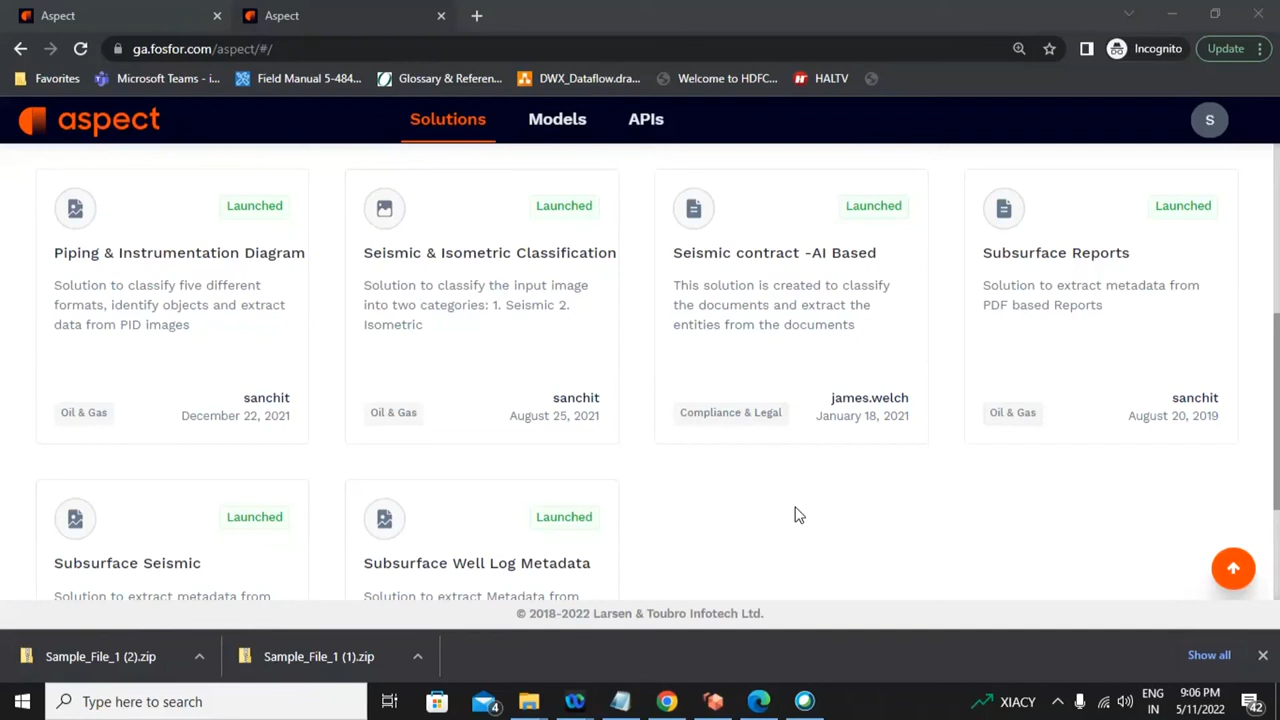 Aspect
Aspect
ga.fosfor.com/aspect/#/
Incognito
Update
Favorites
Microsoft Teams - i...
Field Manual 5-484...
Glossary & Referen...
DWX_Dataflow.dra...
Welcome to HDFC...
HALTV
aspect
Solutions
Models
APIs
S
Launched
Piping & Instrumentation Diagram
Solution to classify five different
formats, identify objects and extract
data from PID images
sanchit
Oil & Gas
December 22, 2021
Launched
Seismic & Isometric Classification
Solution to classify the input image
into two categories: 1. Seismic 2.
Isometric
sanchit
Oil & Gas
August 25, 2021
Launched
Seismic contract -AI Based
This solution is created to classify
the documents and extract the
entities from the documents
james.welch
Compliance & Legal
January 18, 2021
Launched
Subsurface Reports
Solution to extract metadata from
PDF based Reports
sanchit
Oil & Gas
August 20, 2019
Launched
Subsurface Seismic
Solution to extract metadata from
Launched
Subsurface Well Log Metadata
Solution to extract Metadata from
© 2018-2022 Larsen & Toubro Infotech Ltd.
Sample_File_1 (2).zip
Sample_File_1 (1).zip
Show all
Type here to search
4
XIACY
ENG
IN
9:06 PM
5/11/2022
42